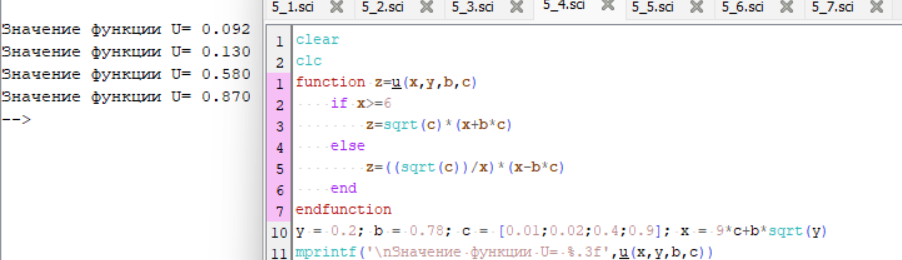 5_1.sci 5_2.sci 5_3.sci 5_4.sci 5_5.sci 5_6.sci 5_7.sci
Значение функции U= 0.092
Значение функции U= 0.130
Значение функции U= 0.580
Значение функции U= 0.870
-->
1 clear
2 clc
1 function z=u(x,y,b,c)
2 if x>=6
3 z=sqrt(c)*(x+b*c)
4 else
5 z=((sqrt(c))/x)*(x-b*c)
6 end
7 endfunction
10 y = 0.2; b = 0.78; c = [0.01;0.02;0.4;0.9]; x = 9*c+b*sqrt(y)
11 mprintf('\nЗначение функции U= %.3f',u(x,y,b,c))